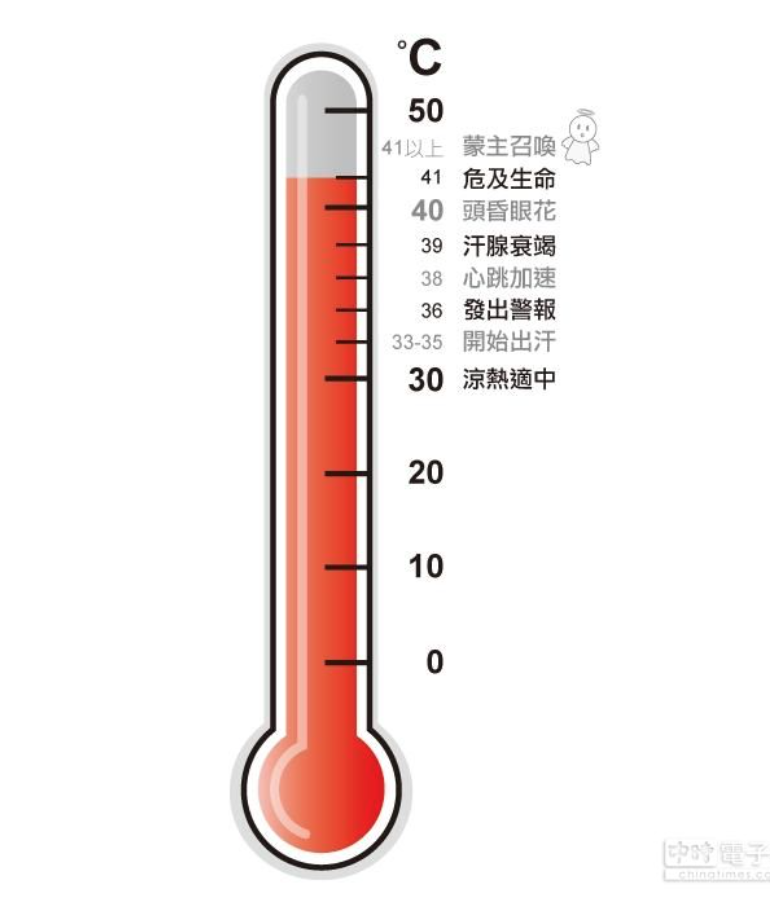 °C
50
41以上 蒙主召喚
41 危及生命
40 頭昏眼花
39 汗腺衰竭
38 心跳加速
36 發出警報
33-35 開始出汗
30 涼熱適中
20
10
0
中時電子
chinatimes.co